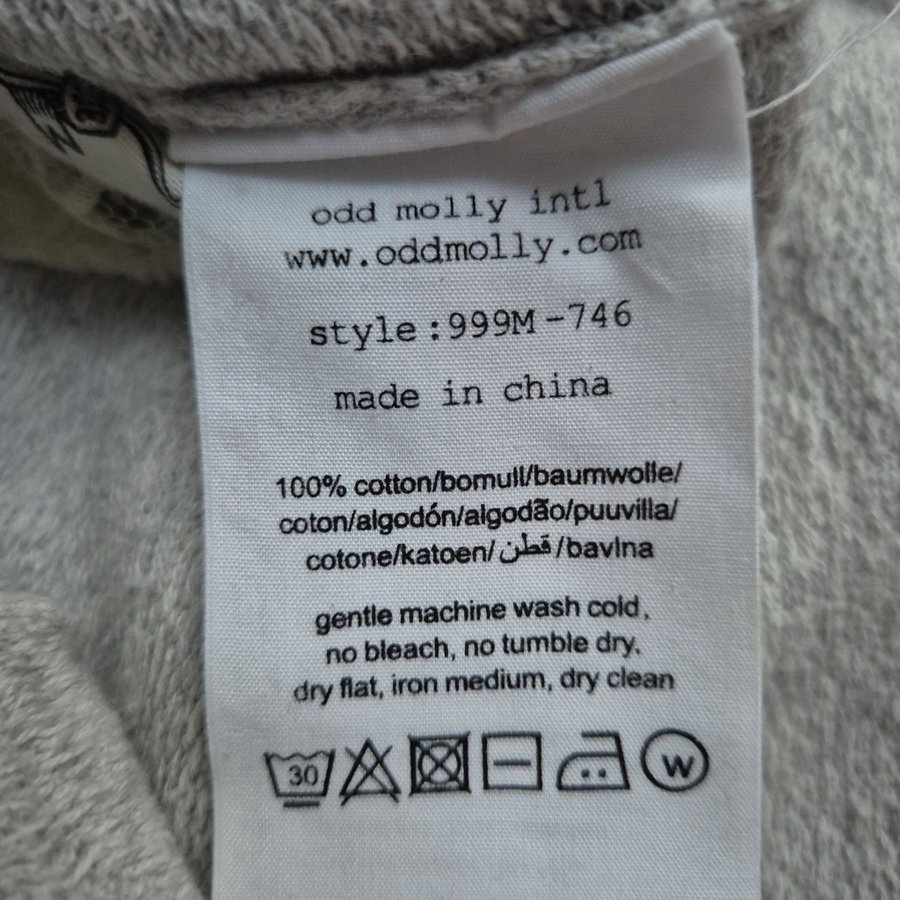 odd molly intl
www.oddmolly.com
style:999M-746
made in china
100% cotton/bomull/baumwolle/
coton/algodón/algodão/puuvilla/
cotone/katoen/قطن/bavlna
gentle machine wash cold,
no bleach, no tumble dry,
dry flat, iron medium, dry clean
30 W